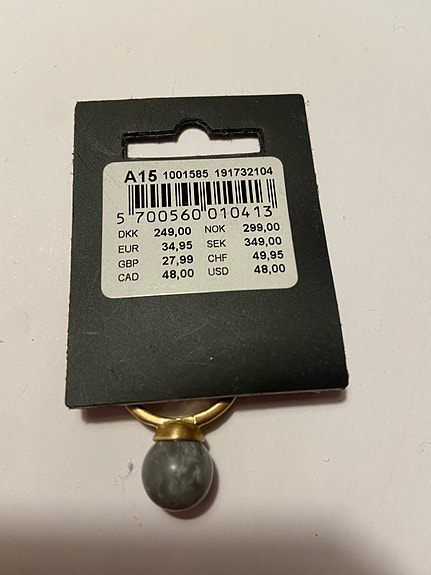 A15 1001585 191732104
5 700560 010413
DKK 249,00 NOK 299,00
EUR 34,95 SEK 349,00
GBP 27,99 CHF 49,95
CAD 48,00 USD 48,00